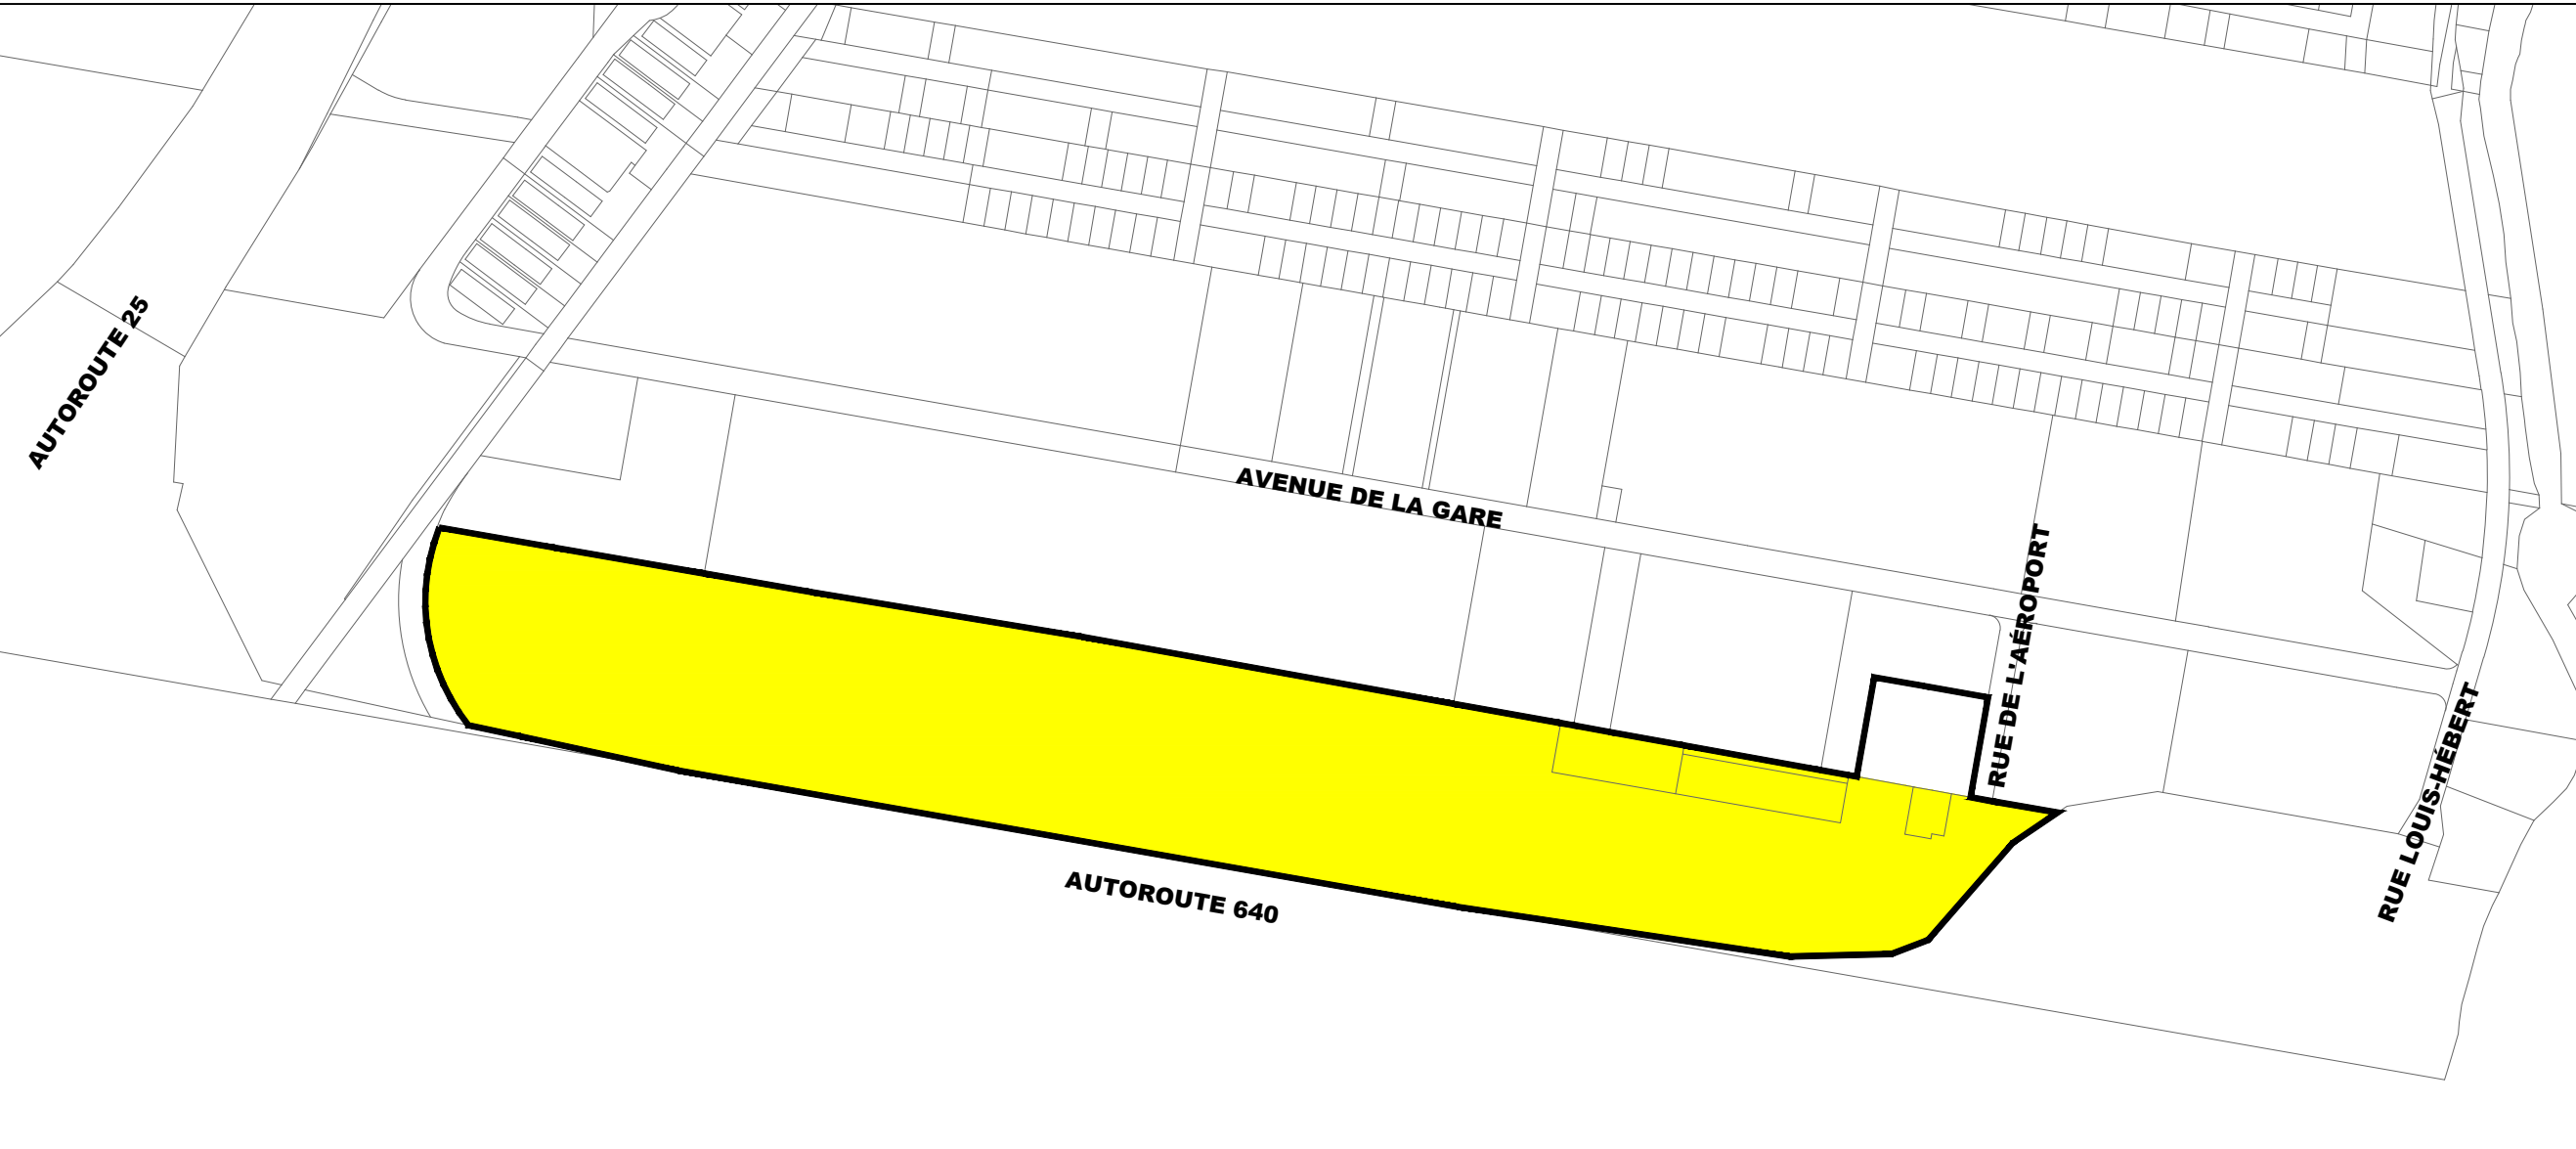 AUTOROUTE 25
AVENUE DE LA GARE
RUE DE L'AÉROPORT
RUE LOUIS-HÉBERT
AUTOROUTE 640